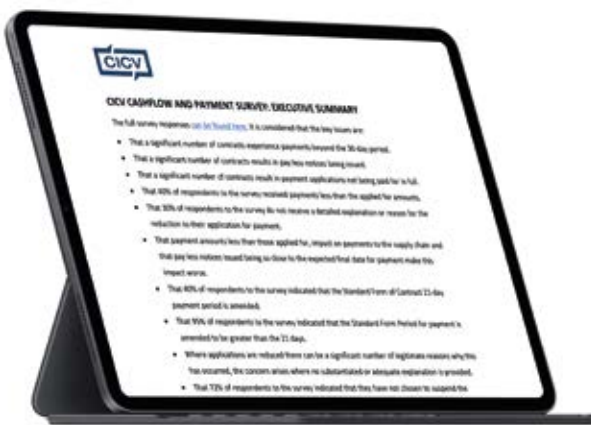 CICV
CICV CASHFLOW AND PAYMENT SURVEY: EXECUTIVE SUMMARY
The full survey responses can be found here. It is considered that the key issues are:
• That a significant number of contracts experience payments beyond the 30-day period.
• That a significant number of contracts results in pay less notices being issued.
• That a significant number of contracts result in payment applications not being paid for in full.
• That 40% of respondents to the survey received payments less than the applied for amounts.
• That 30% of respondents to the survey do not receive a detailed explanation or reason for the
reduction to their application for payment.
• That payment amounts less than those applied for, impact on payments to the supply chain and
that pay less notices issued being so close to the expected final date for payment make this
impact worse.
• That 80% of respondents to the survey indicated that the Standard Form of Contract 21-day
payment period is amended.
• That 95% of respondents to the survey indicated that the Standard Form Period for payment is
amended to be greater than the 21 days.
• Where applications are reduced there can be a significant number of legitimate reasons why this
has occurred, the concern arises where no substantiated or adequate explanation is provided.
• That 72% of respondents to the survey indicated that they have not chosen to suspend the